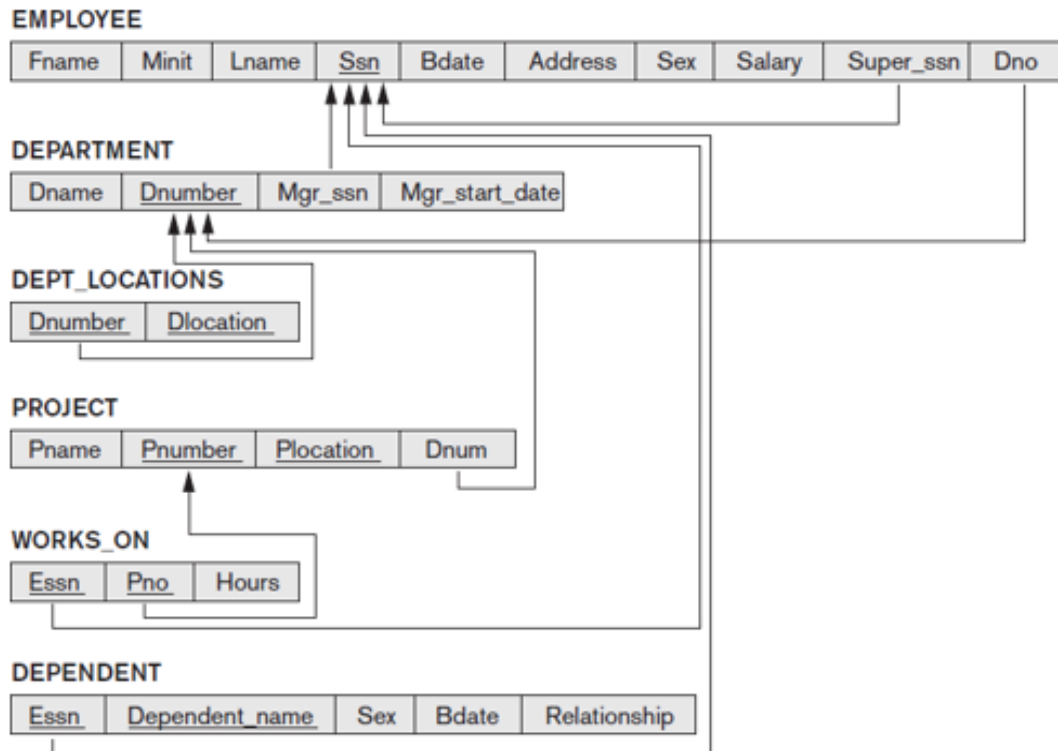 EMPLOYEE
Fname Minit Lname Ssn Bdate Address Sex Salary Super_ssn Dno
DEPARTMENT
Dname Dnumber Mgr_ssn Mgr_start_date
DEPT_LOCATIONS
Dnumber Dlocation
PROJECT
Pname Pnumber Plocation Dnum
WORKS_ON
Essn Pno Hours
DEPENDENT
Essn Dependent_name Sex Bdate Relationship